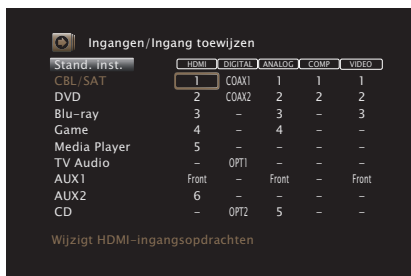 Ingangen/Ingang toewijzen
Stand. inst. HDMI DIGITAL ANALOG COMP VIDEO
CBL/SAT 1 COAX1 1 1 1
DVD 2 COAX2 2 2 2
Blu-ray 3 – 3 – 3
Game 4 – 4 – –
Media Player 5 – – – –
TV Audio – OPT1 – – –
AUX1 Front – Front – Front
AUX2 6 – – – –
CD – OPT2 5 – –
Wijzigt HDMI-ingangsopdrachten